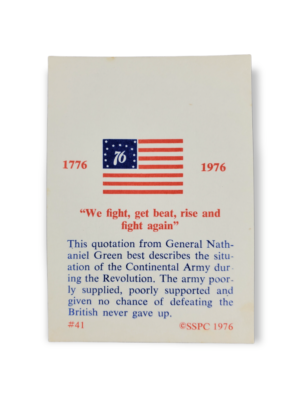 76
1776 1976
"We fight, get beat, rise and
fight again"
This quotation from General Nath-
aniel Green best describes the situ-
ation of the Continental Army dur-
ing the Revolution. The army poor-
ly supplied, poorly supported and
given no chance of defeating the
British never gave up.
#41 ©SSPC 1976